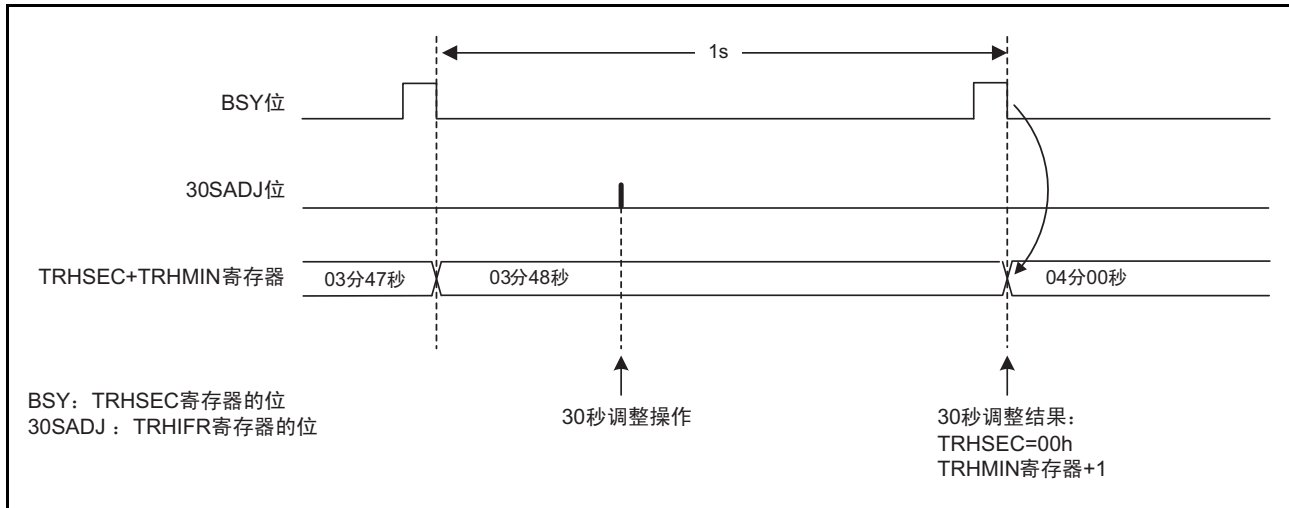 1s
BSY位
30SADJ位
TRHSEC+TRHMIN寄存器
03分47秒
03分48秒
04分00秒
BSY：TRHSEC寄存器的位
30SADJ ：TRHIFR寄存器的位
30秒调整操作
30秒调整结果：
TRHSEC=00h
TRHMIN寄存器+1